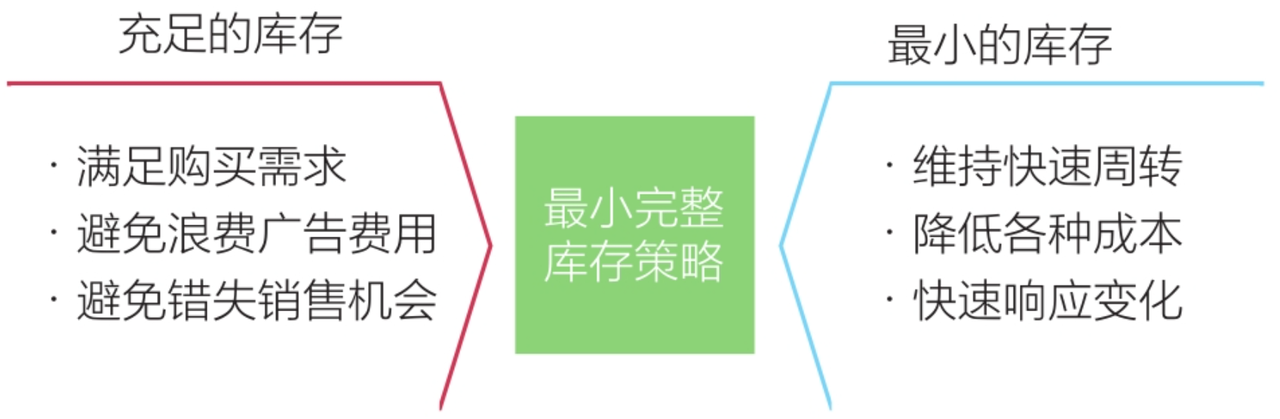 充足的库存
· 满足购买需求
· 避免浪费广告费用
· 避免错失销售机会
最小完整
库存策略
最小的库存
· 维持快速周转
· 降低各种成本
· 快速响应变化